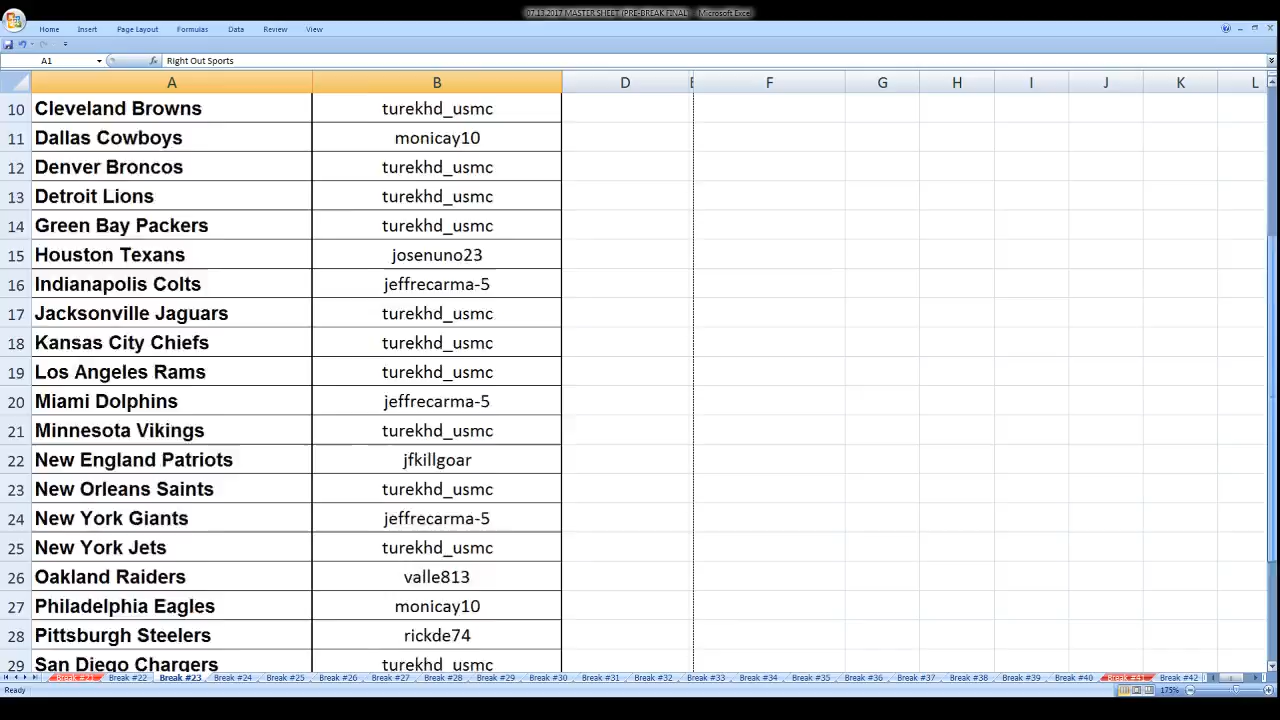 07.13.2017 MASTER SHEET (PRE-BREAK FINAL - Microsoft Excel
Home Insert Page Layout Formulas Data Review View
A1 fx Right Out Sports
A B D E F G H I J K L
10 Cleveland Browns turekhd_usmc
11 Dallas Cowboys monicay10
12 Denver Broncos turekhd_usmc
13 Detroit Lions turekhd_usmc
14 Green Bay Packers turekhd_usmc
15 Houston Texans josenuno23
16 Indianapolis Colts jeffrecarma-5
17 Jacksonville Jaguars turekhd_usmc
18 Kansas City Chiefs turekhd_usmc
19 Los Angeles Rams turekhd_usmc
20 Miami Dolphins jeffrecarma-5
21 Minnesota Vikings turekhd_usmc
22 New England Patriots jfkillgoar
23 New Orleans Saints turekhd_usmc
24 New York Giants jeffrecarma-5
25 New York Jets turekhd_usmc
26 Oakland Raiders valle813
27 Philadelphia Eagles monicay10
28 Pittsburgh Steelers rickde74
29 San Diego Chargers turekhd_usmc
Break #21 Break #22 Break #23 Break #24 Break #25 Break #26 Break #27 Break #28 Break #29 Break #30 Break #31 Break #32 Break #33 Break #34 Break #35 Break #36 Break #37 Break #38 Break #39 Break #40 Break #41 Break #42
Ready 175%